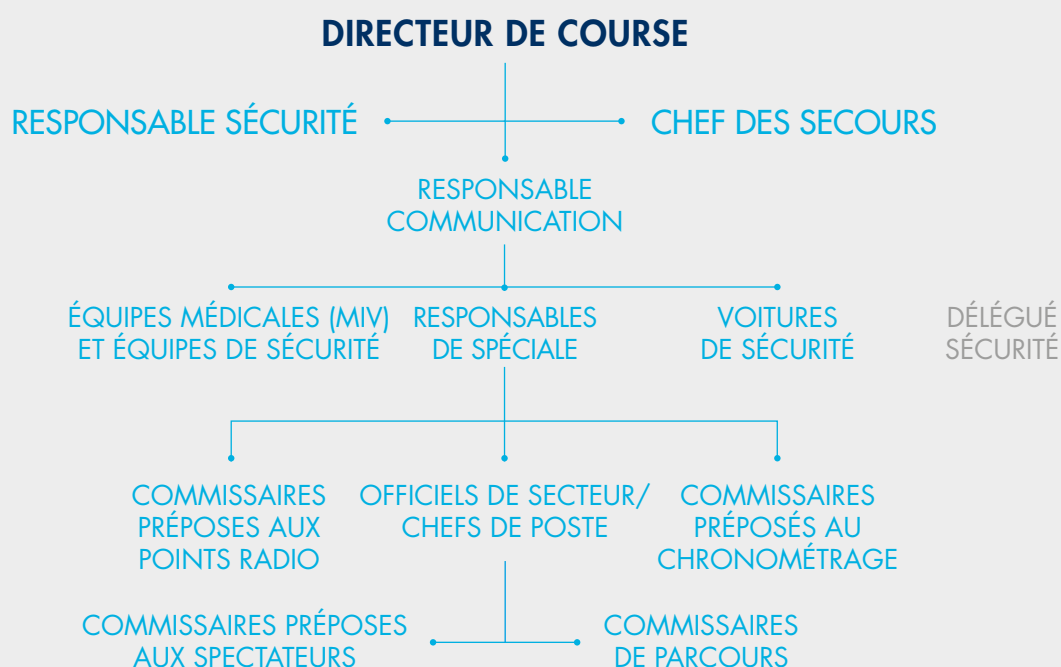 DIRECTEUR DE COURSE
RESPONSABLE SÉCURITÉ
CHEF DES SECOURS
RESPONSABLE
COMMUNICATION
ÉQUIPES MÉDICALES (MIV)
ET ÉQUIPES DE SÉCURITÉ
RESPONSABLES
DE SPÉCIALE
VOITURES
DE SÉCURITÉ
DÉLÉGUÉ
SÉCURITÉ
COMMISSAIRES
PRÉPOSES AUX
POINTS RADIO
OFFICIELS DE SECTEUR/
CHEFS DE POSTE
COMMISSAIRES
PRÉPOSÉS AU
CHRONOMÉTRAGE
COMMISSAIRES PRÉPOSES
AUX SPECTATEURS
COMMISSAIRES
DE PARCOURS